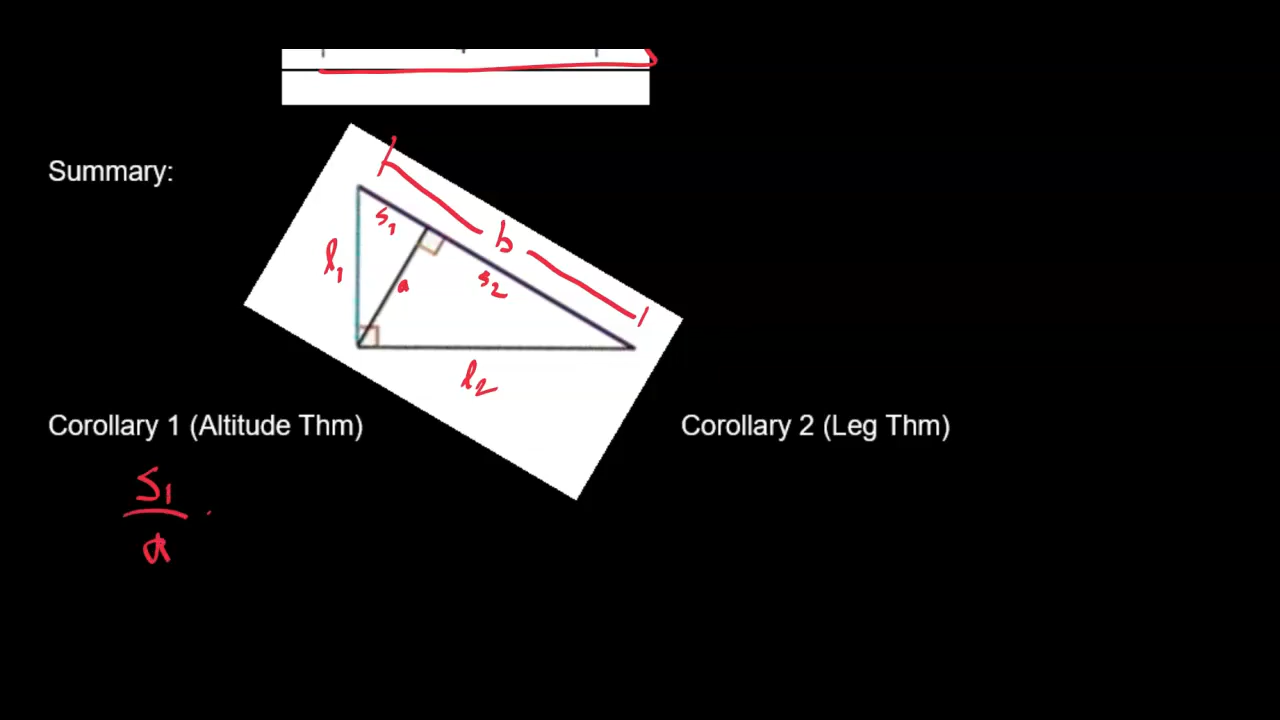 Summary:
b
s₁
l₁
a
s₂
l₂
Corollary 1 (Altitude Thm)
Corollary 2 (Leg Thm)
S₁
a